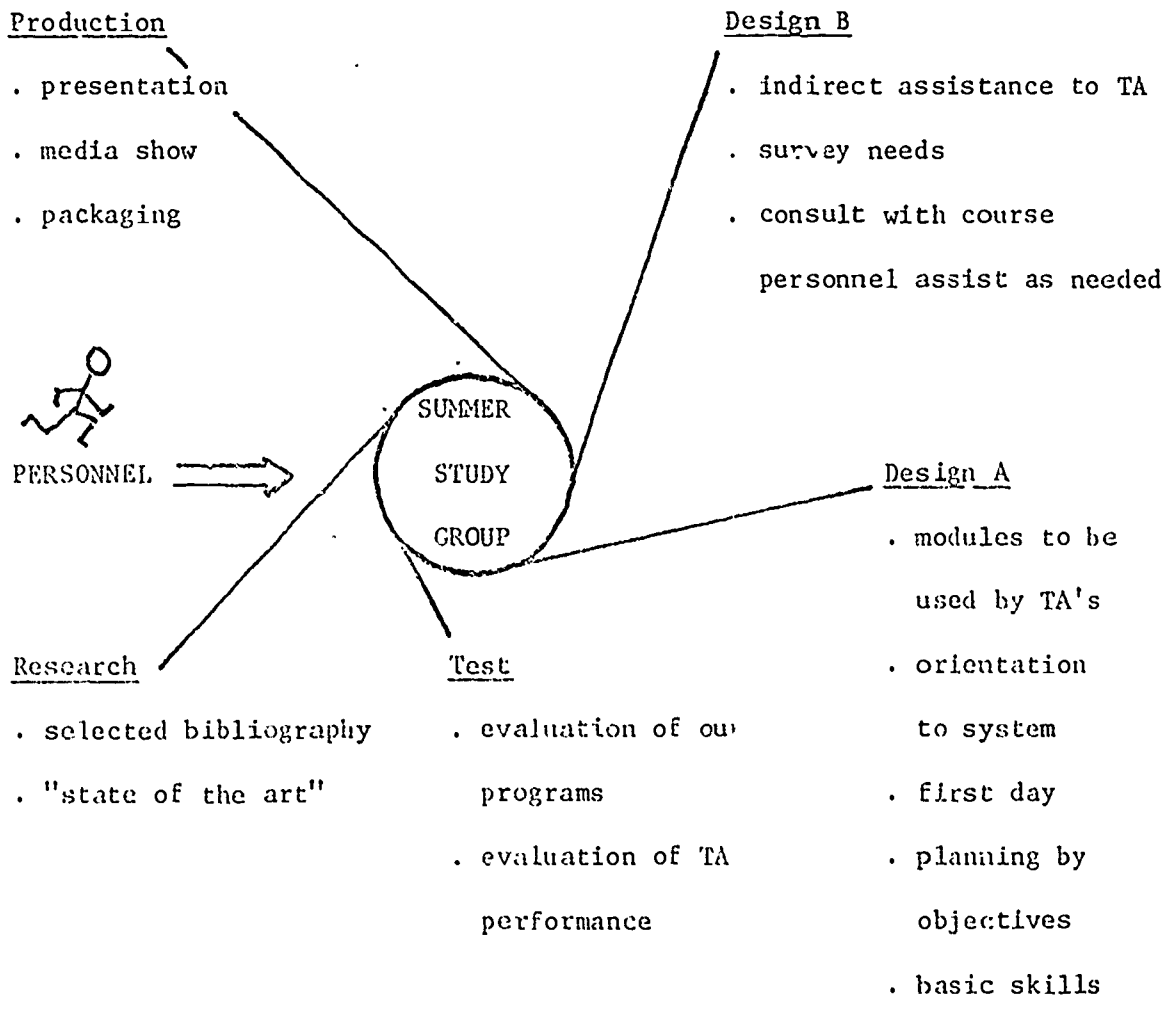 Production
. presentation
. media show
. packaging
Design B
. indirect assistance to TA
. survey needs
. consult with course
personnel assist as needed
SUMMER
STUDY
GROUP
PERSONNEL
Design A
. modules to be
used by TA's
. orientation
to system
. first day
. planning by
objectives
. basic skills
Research
. selected bibliography
. "state of the art"
Test
. evaluation of our
programs
. evaluation of TA
performance